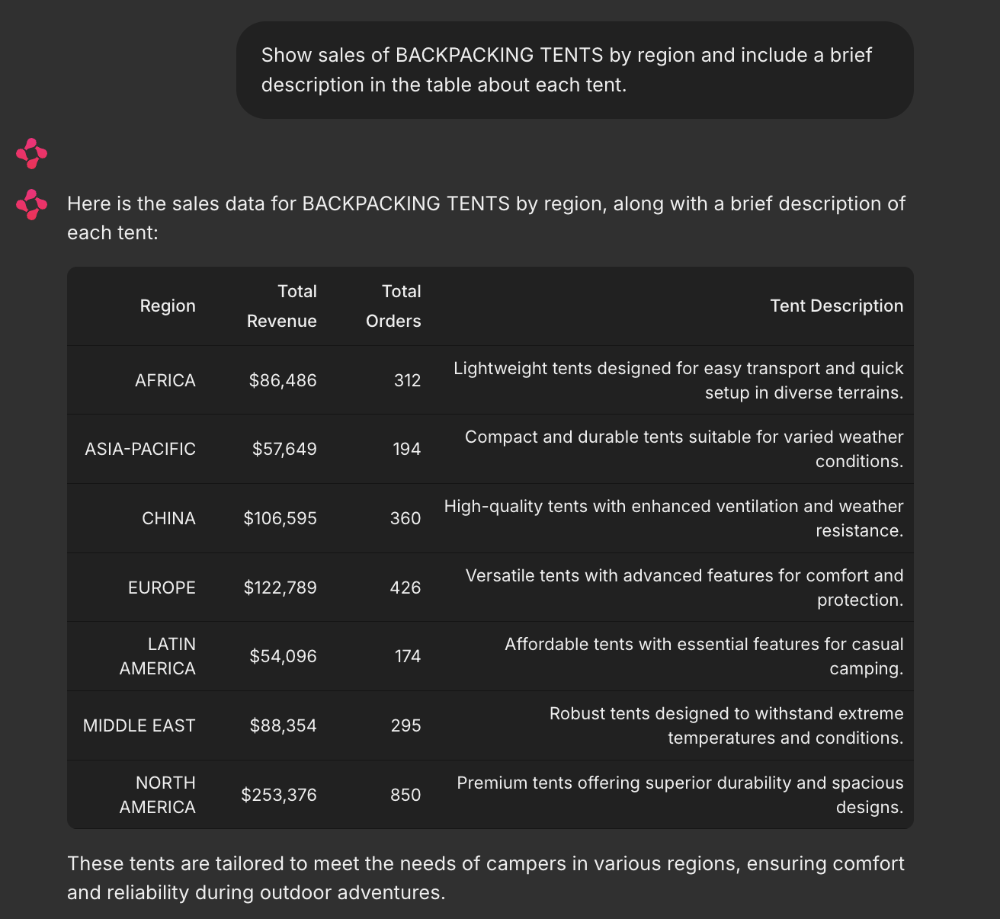 Show sales of BACKPACKING TENTS by region and include a brief
description in the table about each tent.
Here is the sales data for BACKPACKING TENTS by region, along with a brief description of
each tent:
Region Total Revenue Total Orders Tent Description
AFRICA $86,486 312 Lightweight tents designed for easy transport and quick
setup in diverse terrains.
ASIA-PACIFIC $57,649 194 Compact and durable tents suitable for varied weather
conditions.
CHINA $106,595 360 High-quality tents with enhanced ventilation and weather
resistance.
EUROPE $122,789 426 Versatile tents with advanced features for comfort and
protection.
LATIN AMERICA $54,096 174 Affordable tents with essential features for casual
camping.
MIDDLE EAST $88,354 295 Robust tents designed to withstand extreme
temperatures and conditions.
NORTH AMERICA $253,376 850 Premium tents offering superior durability and spacious
designs.
These tents are tailored to meet the needs of campers in various regions, ensuring comfort
and reliability during outdoor adventures.